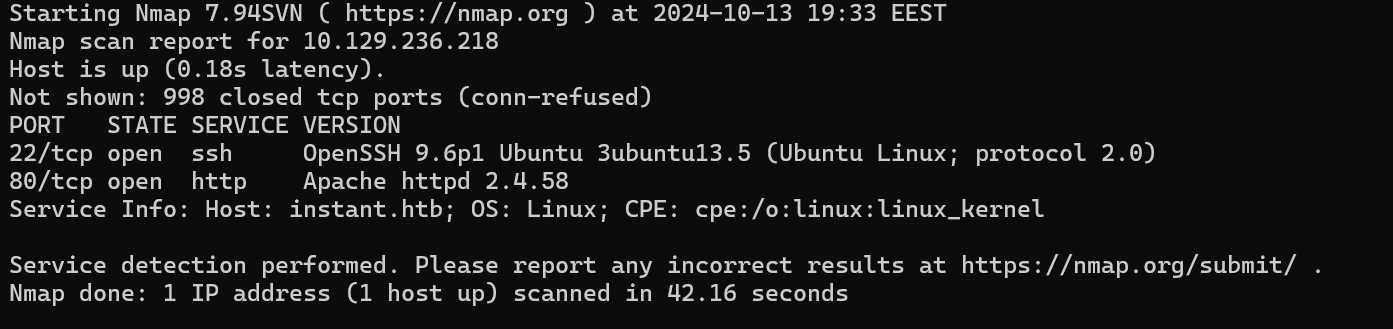 Starting Nmap 7.94SVN ( https://nmap.org ) at 2024-10-13 19:33 EEST
Nmap scan report for 10.129.236.218
Host is up (0.18s latency).
Not shown: 998 closed tcp ports (conn-refused)
PORT   STATE SERVICE VERSION
22/tcp open  ssh     OpenSSH 9.6p1 Ubuntu 3ubuntu13.5 (Ubuntu Linux; protocol 2.0)
80/tcp open  http    Apache httpd 2.4.58
Service Info: Host: instant.htb; OS: Linux; CPE: cpe:/o:linux:linux_kernel

Service detection performed. Please report any incorrect results at https://nmap.org/submit/ .
Nmap done: 1 IP address (1 host up) scanned in 42.16 seconds